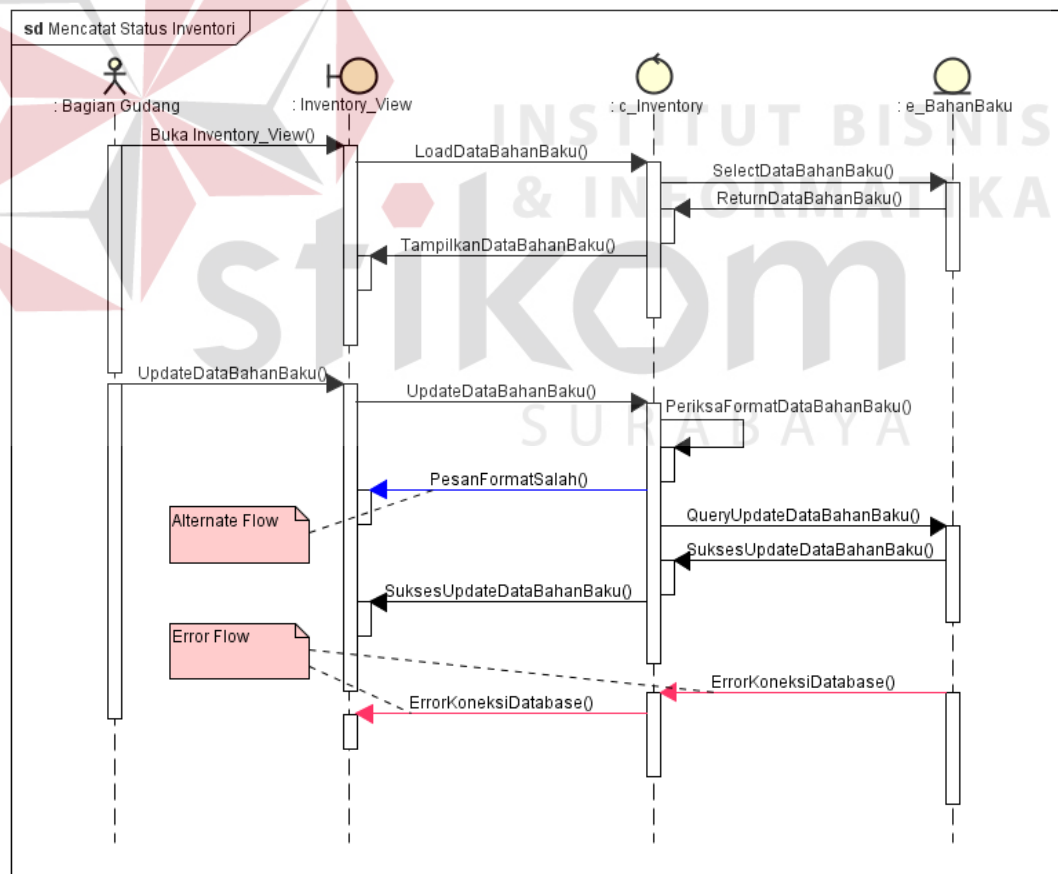 sd Mencatat Status Inventori
: Bagian Gudang
: Inventory_View
: c_Inventory
: e_BahanBaku
INSTITUT BISNIS
& INFORMATIKA
stikom
SURABAYA
Buka Inventory_View()
LoadDataBahanBaku()
SelectDataBahanBaku()
ReturnDataBahanBaku()
TampilkanDataBahanBaku()
UpdateDataBahanBaku()
UpdateDataBahanBaku()
PeriksaFormatDataBahanBaku()
PesanFormatSalah()
Alternate Flow
QueryUpdateDataBahanBaku()
SuksesUpdateDataBahanBaku()
SuksesUpdateDataBahanBaku()
Error Flow
ErrorKoneksiDatabase()
ErrorKoneksiDatabase()